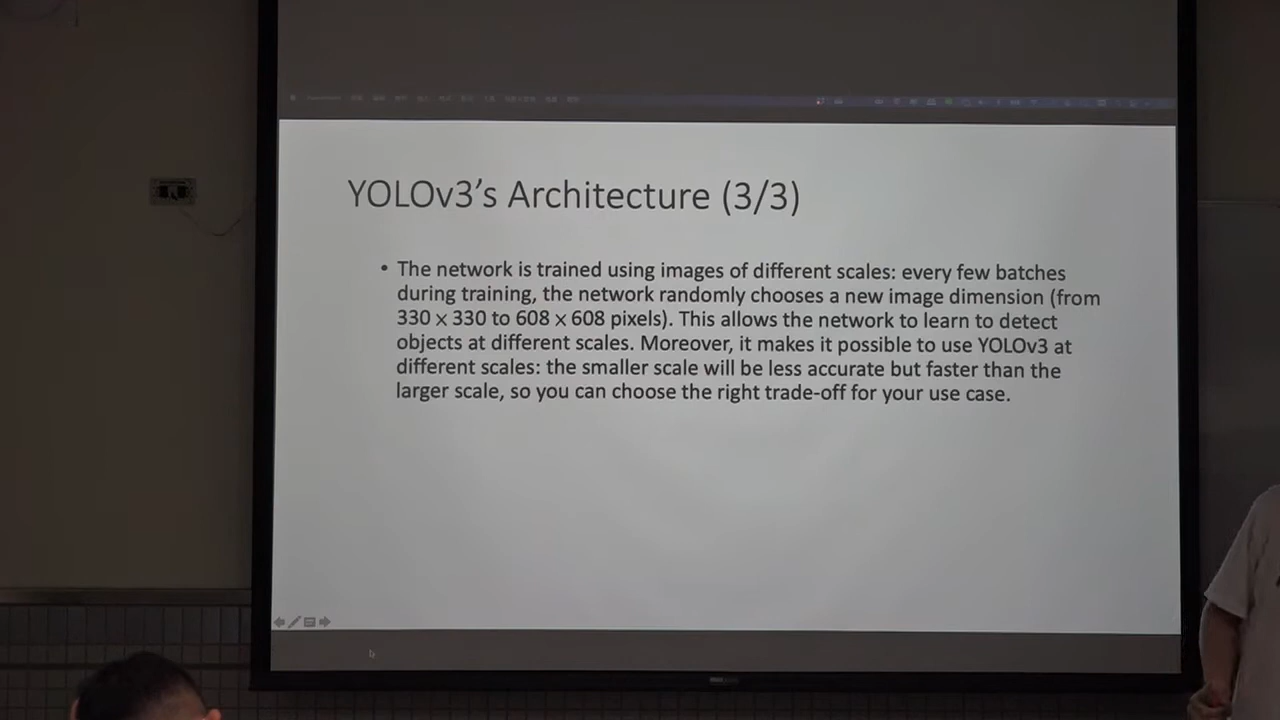 YOLOv3's Architecture (3/3)
• The network is trained using images of different scales: every few batches
during training, the network randomly chooses a new image dimension (from
330 x 330 to 608 x 608 pixels). This allows the network to learn to detect
objects at different scales. Moreover, it makes it possible to use YOLOv3 at
different scales: the smaller scale will be less accurate but faster than the
larger scale, so you can choose the right trade-off for your use case.